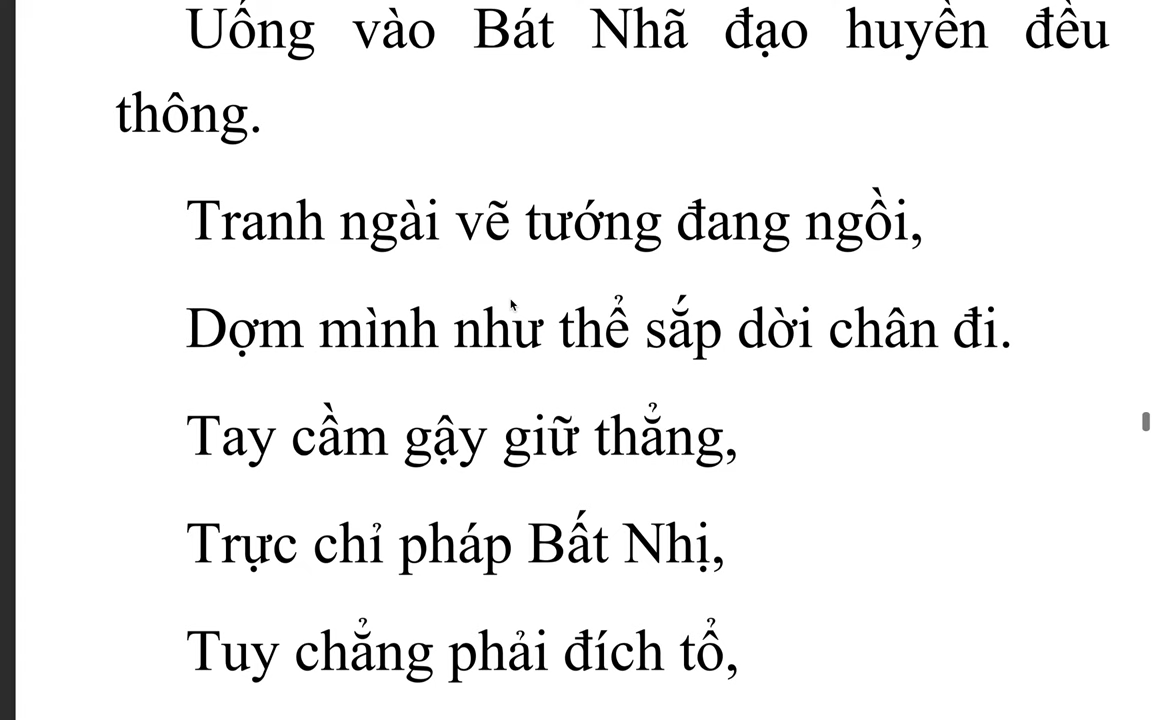 Uống vào Bát Nhã đạo huyền đều
thông.
Tranh ngài vẽ tướng đang ngồi,
Dợm mình như thể sắp dời chân đi.
Tay cầm gậy giữ thẳng,
Trực chỉ pháp Bất Nhị,
Tuy chẳng phải đích tổ,